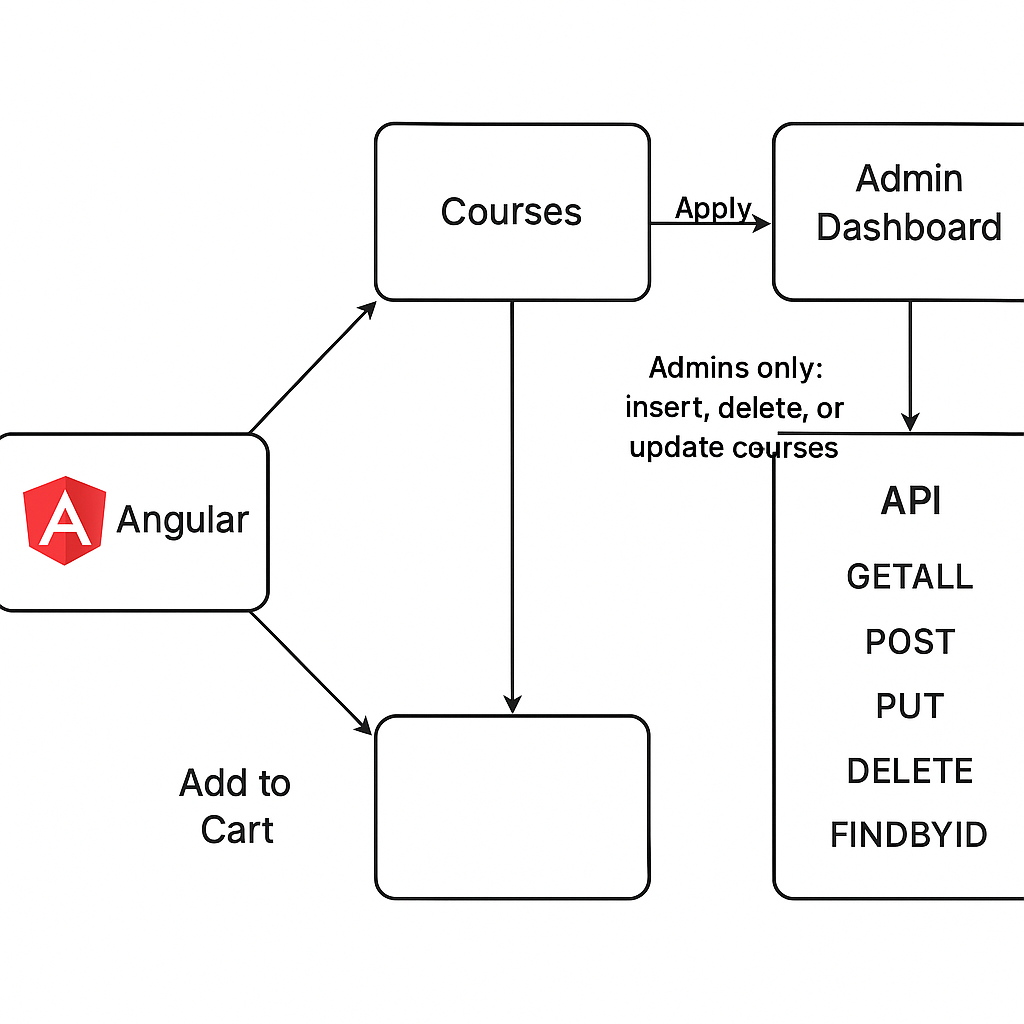 Courses
Apply
Admin
Dashboard
Admins only:
insert, delete, or
update courses
Angular
API
GETALL
POST
PUT
DELETE
FINDBYID
Add to
Cart